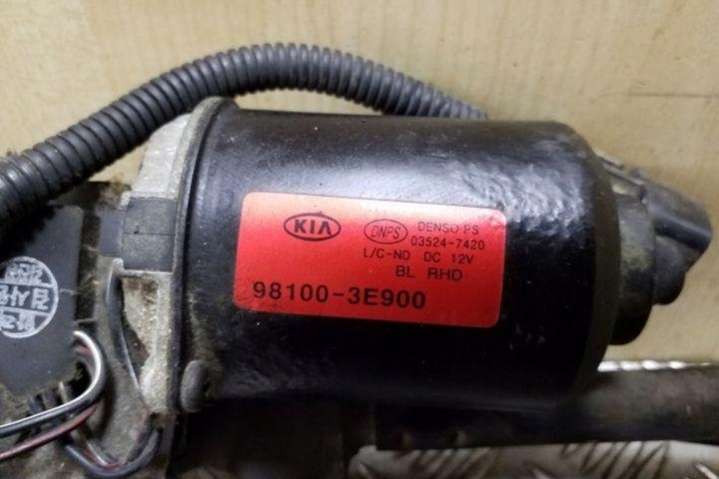 KIA
DNPS
DENSO PS
03524-7420
L/C-NO DC 12V
BL RHD
98100-3E900